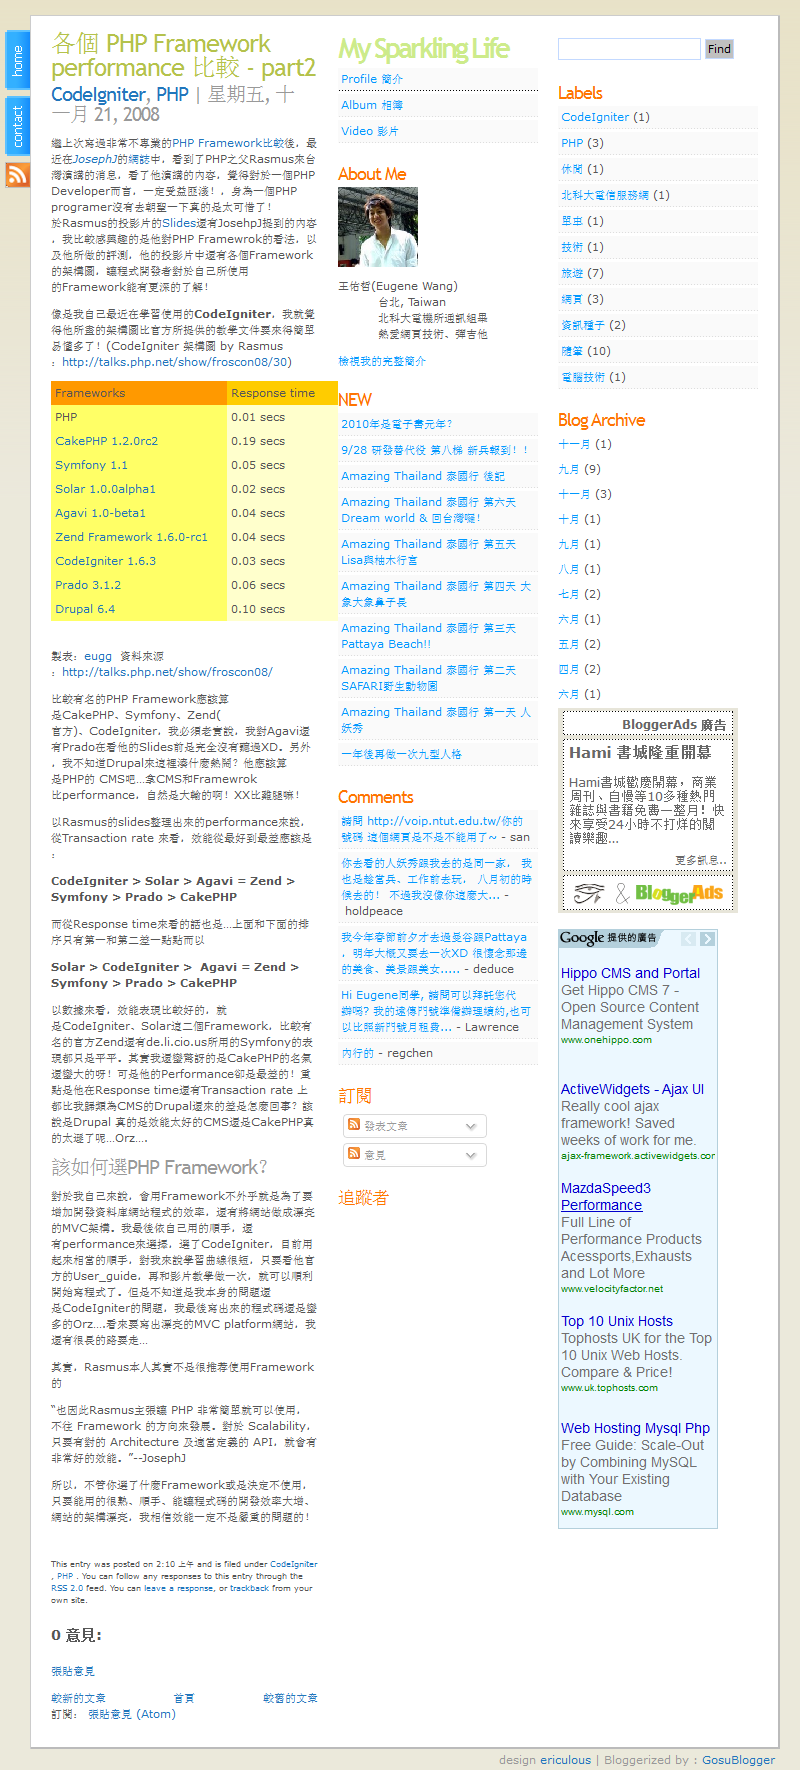 home
contact
各個 PHP Framework
performance 比較 - part2
CodeIgniter, PHP | 星期五, 十
一月 21, 2008
繼上次寫過非常不專業的PHP Framework比較後，最
近在JosephJ的網誌中，看到了PHP之父Rasmus來台
灣演講的消息，看了他演講的內容，覺得對於一個PHP
Developer而言，一定受益匪淺！，身為一個PHP
programer沒有去朝聖一下真的是太可惜了！
於Rasmus的投影片的Slides還有JosehpJ提到的內容
，我比較感興趣的是他對PHP Framewrok的看法，以
及他所做的評測，他的投影片中還有各個Framework
的架構圖，讓程式開發者對於自己所使用
的Framework能有更深的了解！
像是我自己最近在學習使用的CodeIgniter，我就覺
得他所畫的架構圖比官方所提供的教學文件要來得簡單
易懂多了！(CodeIgniter 架構圖 by Rasmus
：http://talks.php.net/show/froscon08/30)
Frameworks Response time
PHP 0.01 secs
CakePHP 1.2.0rc2 0.19 secs
Symfony 1.1 0.05 secs
Solar 1.0.0alpha1 0.02 secs
Agavi 1.0-beta1 0.04 secs
Zend Framework 1.6.0-rc1 0.04 secs
CodeIgniter 1.6.3 0.03 secs
Prado 3.1.2 0.06 secs
Drupal 6.4 0.10 secs
製表：eugg 資料來源
：http://talks.php.net/show/froscon08/
比較有名的PHP Framework應該算
是CakePHP、Symfony、Zend(
官方)、CodeIgniter，我必須老實說，我對Agavi還
有Prado在看他的Slides前是完全沒有聽過XD。另外
，我不知道Drupal來這裡湊什麼熱鬧？他應該算
是PHP的 CMS吧...拿CMS和Framewrok
比performance，自然是大輸的啊！XX比雞腿嘛！
以Rasmus的slides整理出來的performance來說，
從Transaction rate 來看，效能從最好到最差應該是
：
CodeIgniter > Solar > Agavi = Zend >
Symfony > Prado > CakePHP
而從Response time來看的話也是...上面和下面的排
序只有第一和第二差一點點而以
Solar > CodeIgniter > Agavi = Zend >
Symfony > Prado > CakePHP
以數據來看，效能表現比較好的，就
是CodeIgniter、Solar這二個Framework，比較有
名的官方Zend還有de.li.cio.us所用的Symfony的表
現都只是平平。其實我還蠻驚訝的是CakePHP的名氣
還蠻大的呀！可是他的Performance卻是最差的！重
點是他在Response time還有Transaction rate 上
都比我歸類為CMS的Drupal還來的差是怎麼回事？該
說是Drupal 真的是效能太好的CMS還是CakePHP真
的太遜了呢...Orz....
該如何選PHP Framework？
對於我自己來說，會用Framework不外乎就是為了要
增加開發資料庫網站程式的效率，還有將網站做成漂亮
的MVC架構。我最後依自己用的順手，還
有performance來選擇，選了CodeIgniter，目前用
起來相當的順手，對我來說學習曲線很短，只要看他官
方的User_guide，再和影片教學做一次，就可以順利
開始寫程式了。但是不知道是我本身的問題還
是CodeIgniter的問題，我最後寫出來的程式碼還是蠻
多的Orz....看來要寫出漂亮的MVC platform網站，我
還有很長的路要走...
其實，Rasmus本人其實不是很推荐使用Framework
的
“也因此Rasmus主張讓 PHP 非常簡單就可以使用，
不往 Framework 的方向來發展。對於 Scalability，
只要有對的 Architecture 及適當定義的 API，就會有
非常好的效能。”--JosephJ
所以，不管你選了什麼Framework或是決定不使用，
只要能用的很熟、順手、能讓程式碼的開發效率大增、
網站的架構漂亮，我相信效能一定不是嚴重的問題的！
This entry was posted on 2:10 上午 and is filed under CodeIgniter
, PHP . You can follow any responses to this entry through the
RSS 2.0 feed. You can leave a response, or trackback from your
own site.
0 意見:
張貼意見
較新的文章 首頁 較舊的文章
訂閱： 張貼意見 (Atom)
My Sparkling Life
Profile 簡介
Album 相簿
Video 影片
About Me
王佑哲(Eugene Wang)
台北, Taiwan
北科大電機所通訊組畢
熱愛網頁技術、彈吉他
檢視我的完整簡介
NEW
2010年是電子書元年?
9/28 研發替代役 第八梯 新兵報到！！
Amazing Thailand 泰國行 後記
Amazing Thailand 泰國行 第六天
Dream world & 回台灣囉!
Amazing Thailand 泰國行 第五天
Lisa與柚木行宮
Amazing Thailand 泰國行 第四天 大
象大象鼻子長
Amazing Thailand 泰國行 第三天
Pattaya Beach!!
Amazing Thailand 泰國行 第二天
SAFARI野生動物園
Amazing Thailand 泰國行 第一天 人
妖秀
一年後再做一次九型人格
Comments
請問 http://voip.ntut.edu.tw/你的
號碼 這個網頁是不是不能用了~ - san
你去看的人妖秀跟我去的是同一家， 我
也是趁當兵、工作前去玩， 八月初的時
候去的！ 不過我沒像你這麼大... -
holdpeace
我今年春節前夕才去過曼谷跟Pattaya
，明年大概又要去一次XD 很懷念那邊
的美食、美景跟美女..... - deduce
Hi Eugene同學, 請問可以拜託您代
辦嗎? 我的遠傳門號準備辦理續約,也可
以比照新門號月租費... - Lawrence
內行的 - regchen
訂閱
發表文章
意見
追蹤者
Find
Labels
CodeIgniter (1)
PHP (3)
休閒 (1)
北科大電信服務網 (1)
單車 (1)
技術 (1)
旅遊 (7)
網頁 (3)
資訊種子 (2)
隨筆 (10)
電腦技術 (1)
Blog Archive
十一月 (1)
九月 (9)
十一月 (3)
十月 (1)
九月 (1)
八月 (1)
七月 (2)
六月 (1)
五月 (2)
四月 (2)
六月 (1)
BloggerAds 廣告
Hami 書城隆重開幕
Hami書城歡慶開幕，商業
周刊、自慢等10多種熱門
雜誌與書籍免費一整月！快
來享受24小時不打烊的閱
讀樂趣...
更多訊息..
& BloggerAds
Google 提供的廣告
Hippo CMS and Portal
Get Hippo CMS 7 -
Open Source Content
Management System
www.onehippo.com
ActiveWidgets - Ajax UI
Really cool ajax
framework! Saved
weeks of work for me.
ajax-framework.activewidgets.cor
MazdaSpeed3
Performance
Full Line of
Performance Products
Acessports,Exhausts
and Lot More
www.velocityfactor.net
Top 10 Unix Hosts
Tophosts UK for the Top
10 Unix Web Hosts.
Compare & Price!
www.uk.tophosts.com
Web Hosting Mysql Php
Free Guide: Scale-Out
by Combining MySQL
with Your Existing
Database
www.mysql.com
design ericulous | Bloggerized by : GosuBlogger